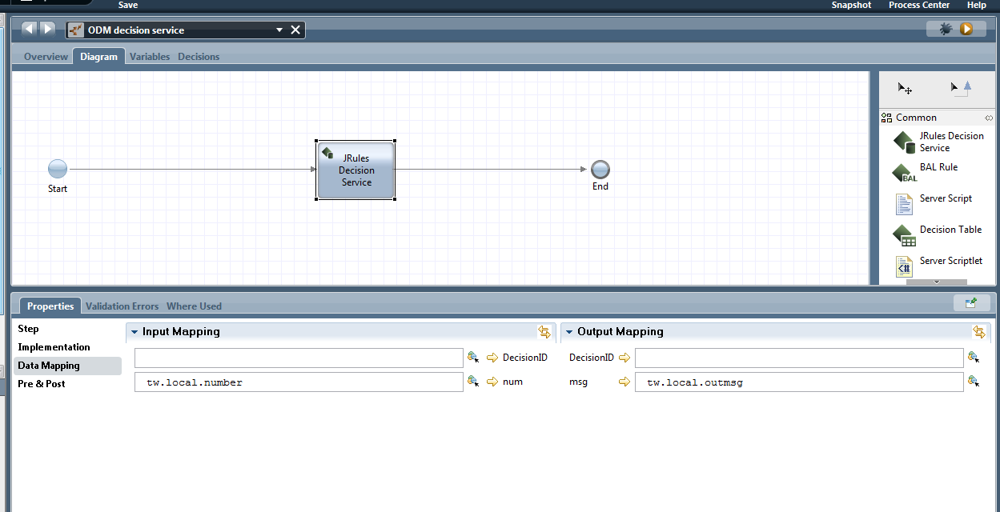 Save
Snapshot
Process Center
Help
ODM decision service
Overview
Diagram
Variables
Decisions
Start
JRules
Decision
Service
End
Common
JRules Decision
Service
BAL
BAL Rule
Server Script
Decision Table
Server Scriptlet
Properties
Validation Errors
Where Used
Step
Implementation
Data Mapping
Pre & Post
Input Mapping
DecisionID
tw.local.number
num
Output Mapping
DecisionID
msg
tw.local.outmsg